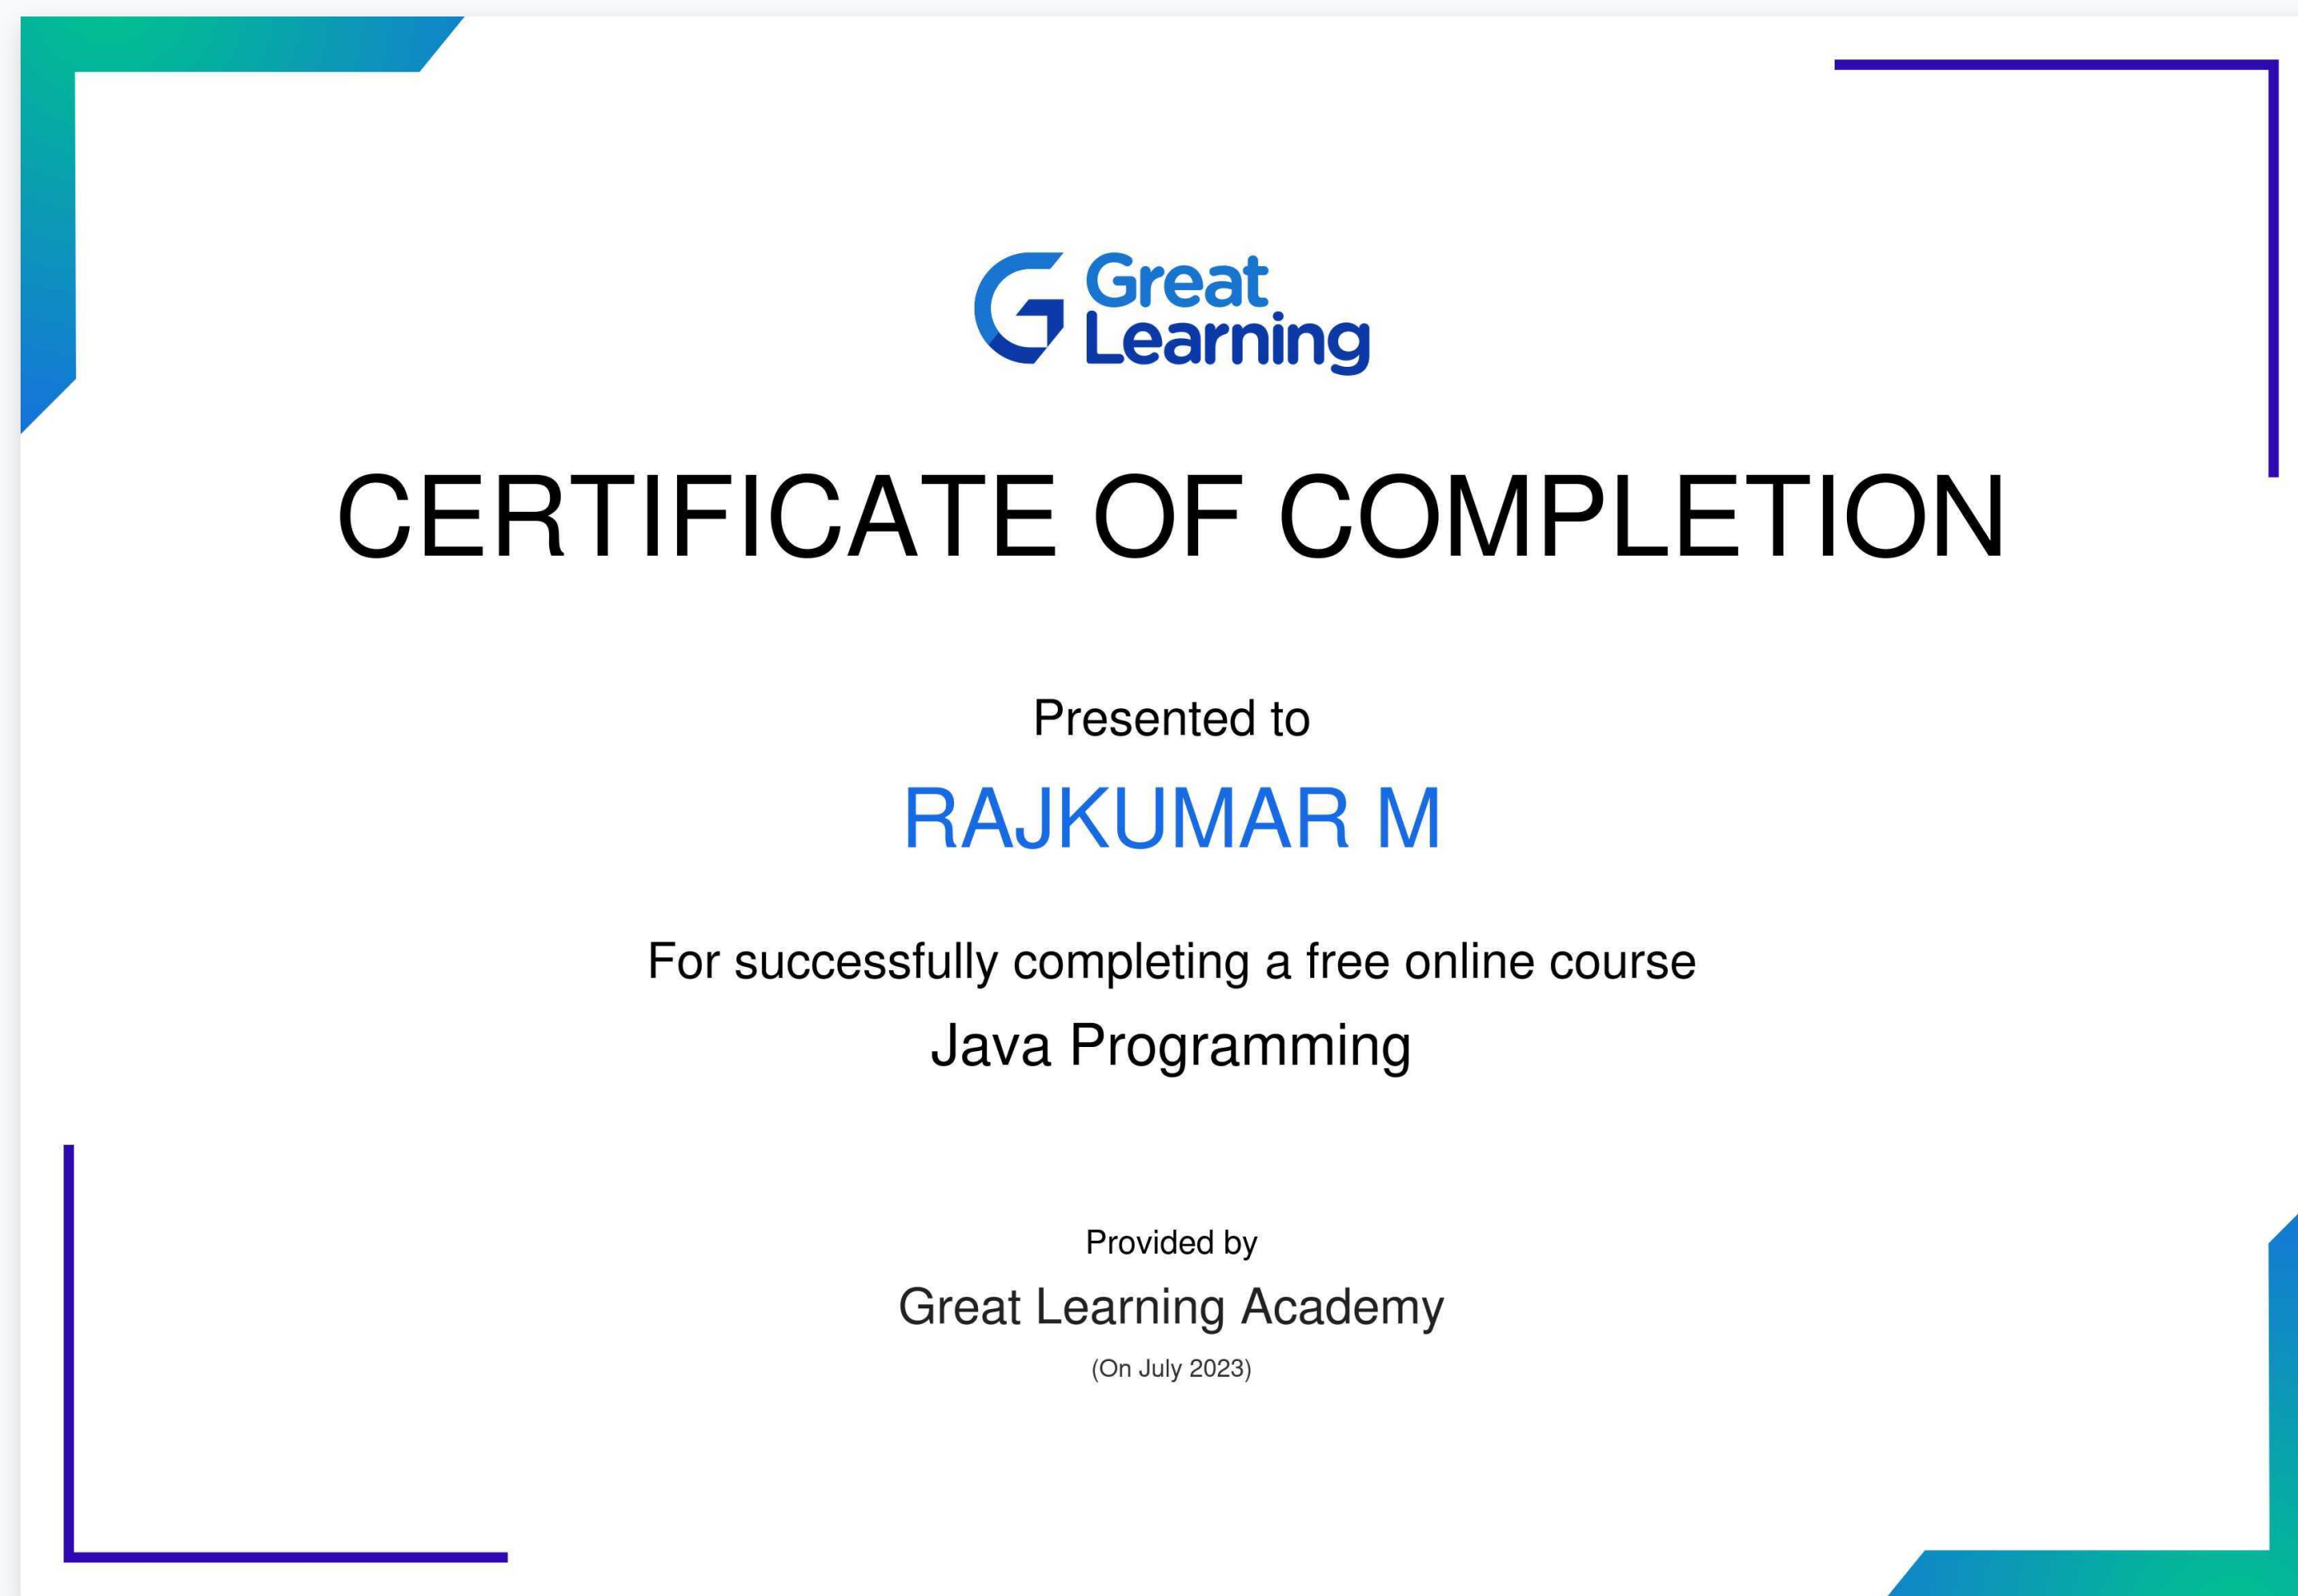 Great
Learning
CERTIFICATE OF COMPLETION
Presented to
RAJKUMAR M
For successfully completing a free online course
Java Programming
Provided by
Great Learning Academy
(On July 2023)